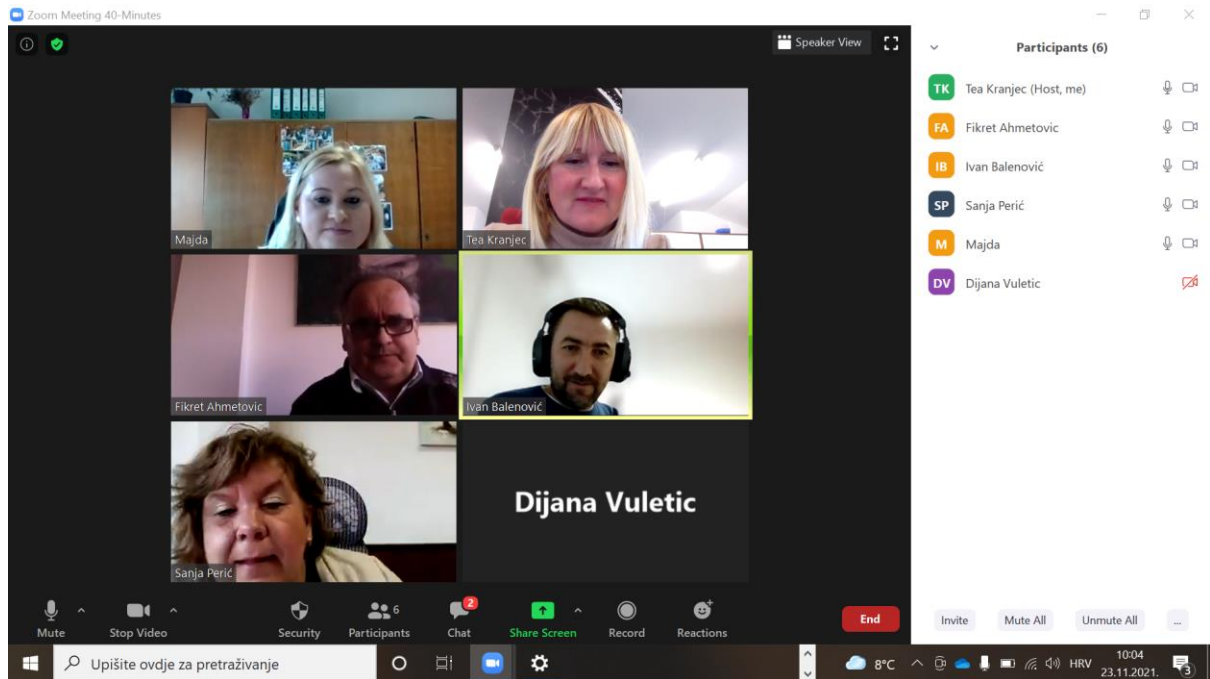 Zoom Meeting 40-Minutes
Speaker View
Majda
Tea Kranjec
Fikret Ahmetovic
Ivan Balenović
Sanja Perić
Dijana Vuletic
Participants (6)
TK Tea Kranjec (Host, me)
FA Fikret Ahmetovic
IB Ivan Balenović
SP Sanja Perić
M Majda
DV Dijana Vuletic
6
2
Mute
Stop Video
Security
Participants
Chat
Share Screen
Record
Reactions
End
Invite
Mute All
Unmute All
...
Upišite ovdje za pretraživanje
8°C
HRV
10:04
23.11.2021.
3